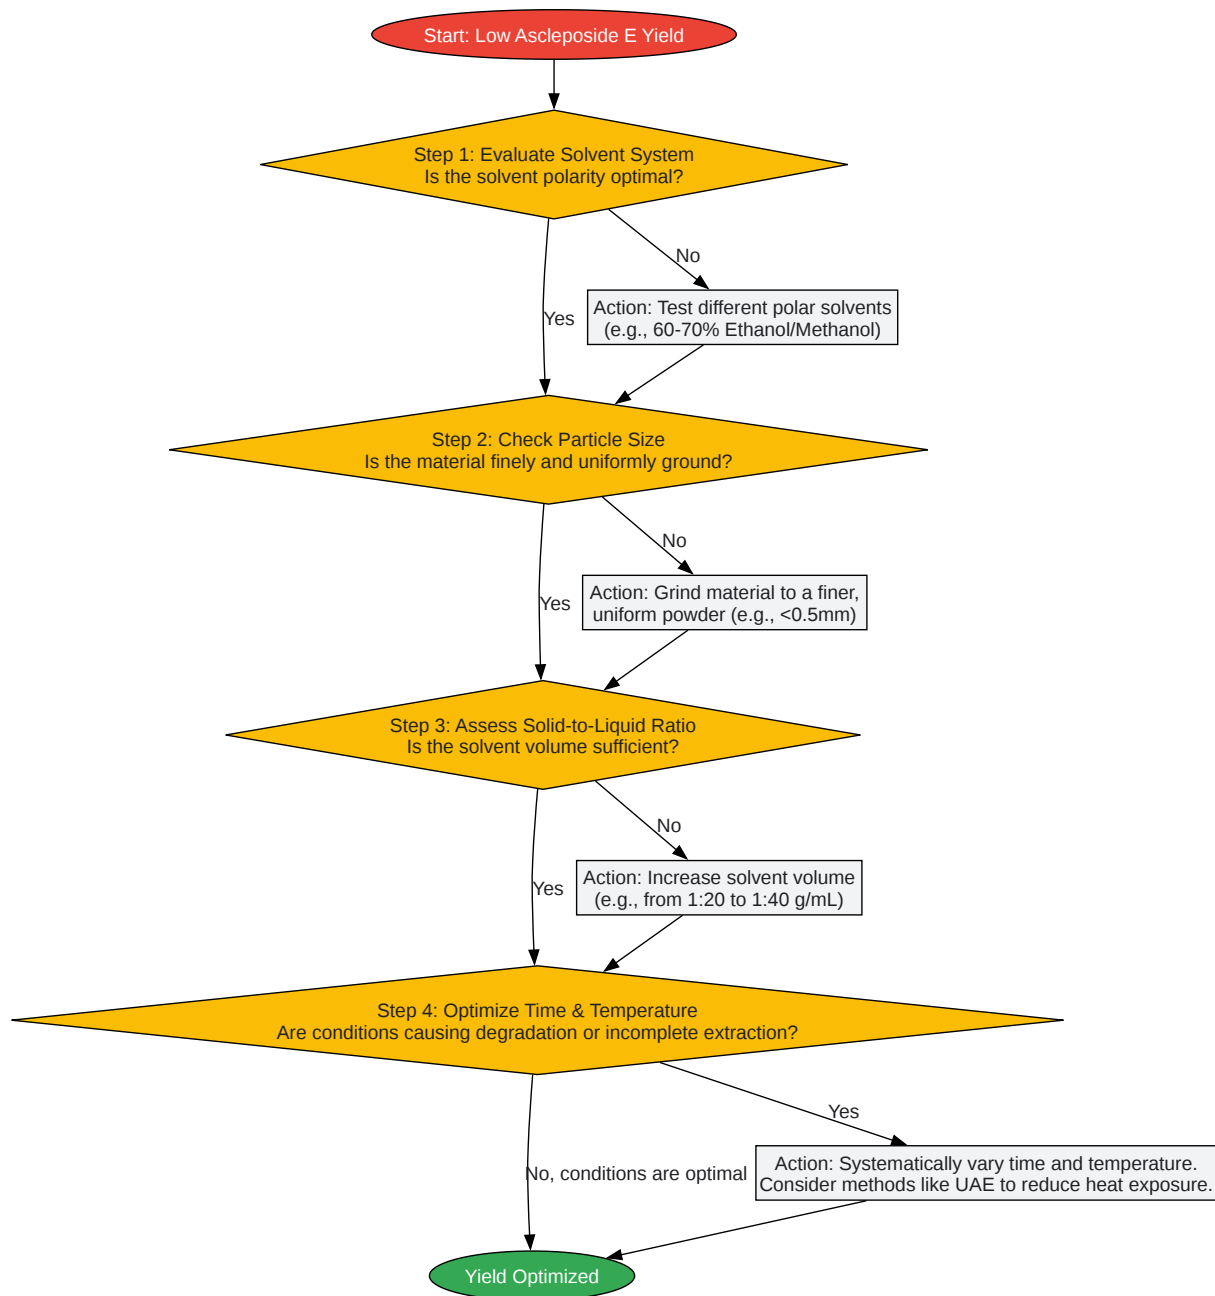 Start: Low Ascleposide E Yield
Step 1: Evaluate Solvent System
Is the solvent polarity optimal?
No
Action: Test different polar solvents
(e.g., 60-70% Ethanol/Methanol)
Yes
Step 2: Check Particle Size
Is the material finely and uniformly ground?
No
Action: Grind material to a finer,
uniform powder (e.g., <0.5mm)
Yes
Step 3: Assess Solid-to-Liquid Ratio
Is the solvent volume sufficient?
No
Action: Increase solvent volume
(e.g., from 1:20 to 1:40 g/mL)
Yes
Step 4: Optimize Time & Temperature
Are conditions causing degradation or incomplete extraction?
Yes
Action: Systematically vary time and temperature.
Consider methods like UAE to reduce heat exposure.
No, conditions are optimal
Yield Optimized